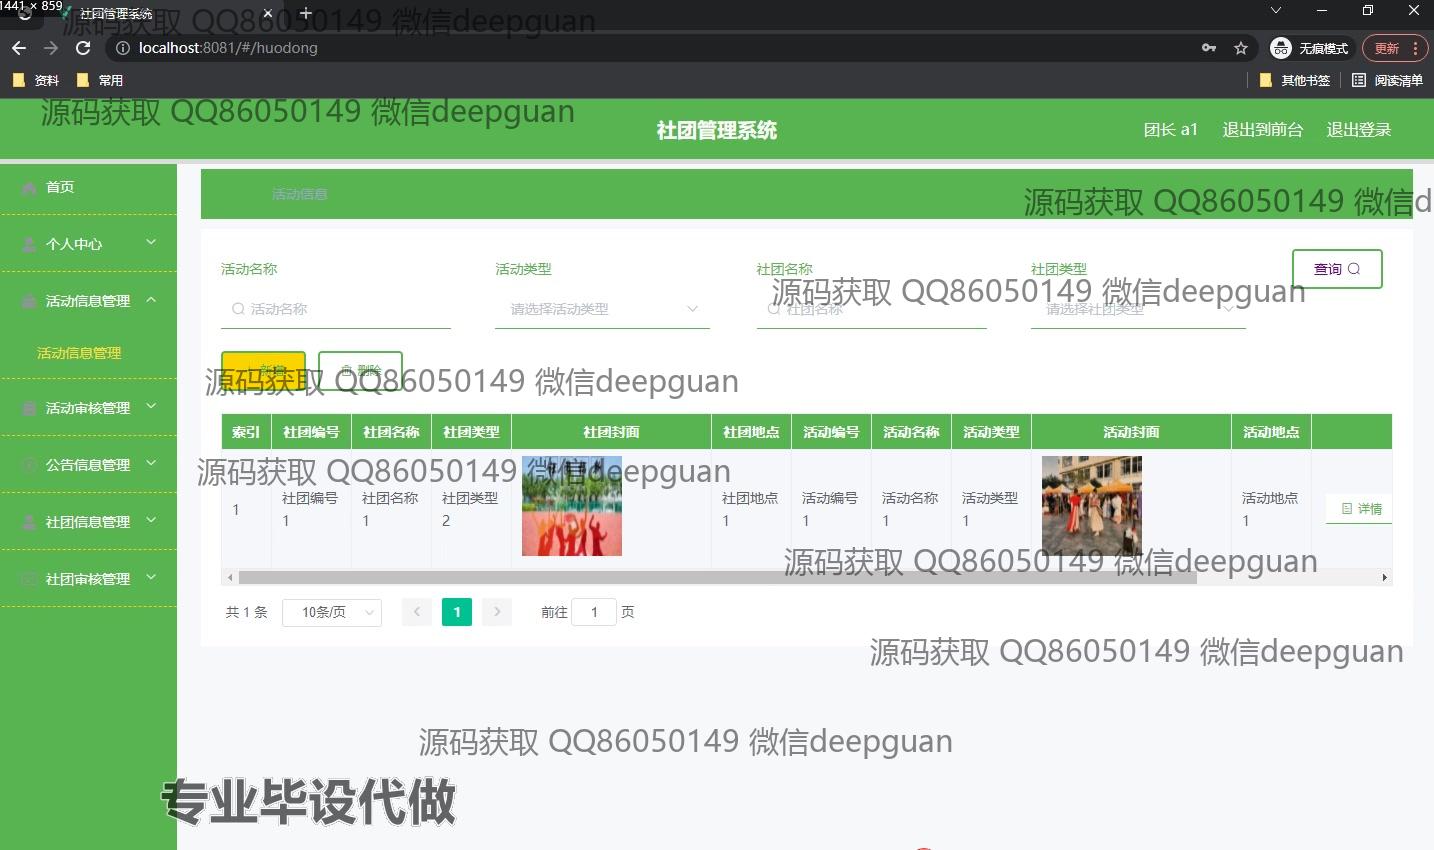 1441 × 859
社团管理系统
源码获取 QQ86050149 微信deepguan
localhost:8081/#/huodong
无痕模式
更新
资料
常用
其他书签
阅读清单
源码获取 QQ86050149 微信deepguan
社团管理系统
团长 a1
退出到前台
退出登录
首页
个人中心
活动信息管理
活动信息管理
活动审核管理
公告信息管理
社团信息管理
社团审核管理
活动信息
源码获取 QQ86050149 微信d
活动名称
活动类型
社团名称
社团类型
查询
活动名称
请选择活动类型
社团名称
请选择社团类型
源码获取 QQ86050149 微信deepguan
新增
删除
源码获取 QQ86050149 微信deepguan
索引 社团编号 社团名称 社团类型 社团封面 社团地点 活动编号 活动名称 活动类型 活动封面 活动地点
源码获取 QQ86050149 微信deepguan
1 社团编号1 社团名称1 社团类型2 社团地点1 活动编号1 活动名称1 活动类型1 活动地点1 详情
源码获取 QQ86050149 微信deepguan
共 1 条 10条/页 1 前往 1 页
源码获取 QQ86050149 微信deepguan
源码获取 QQ86050149 微信deepguan
专业毕设代做